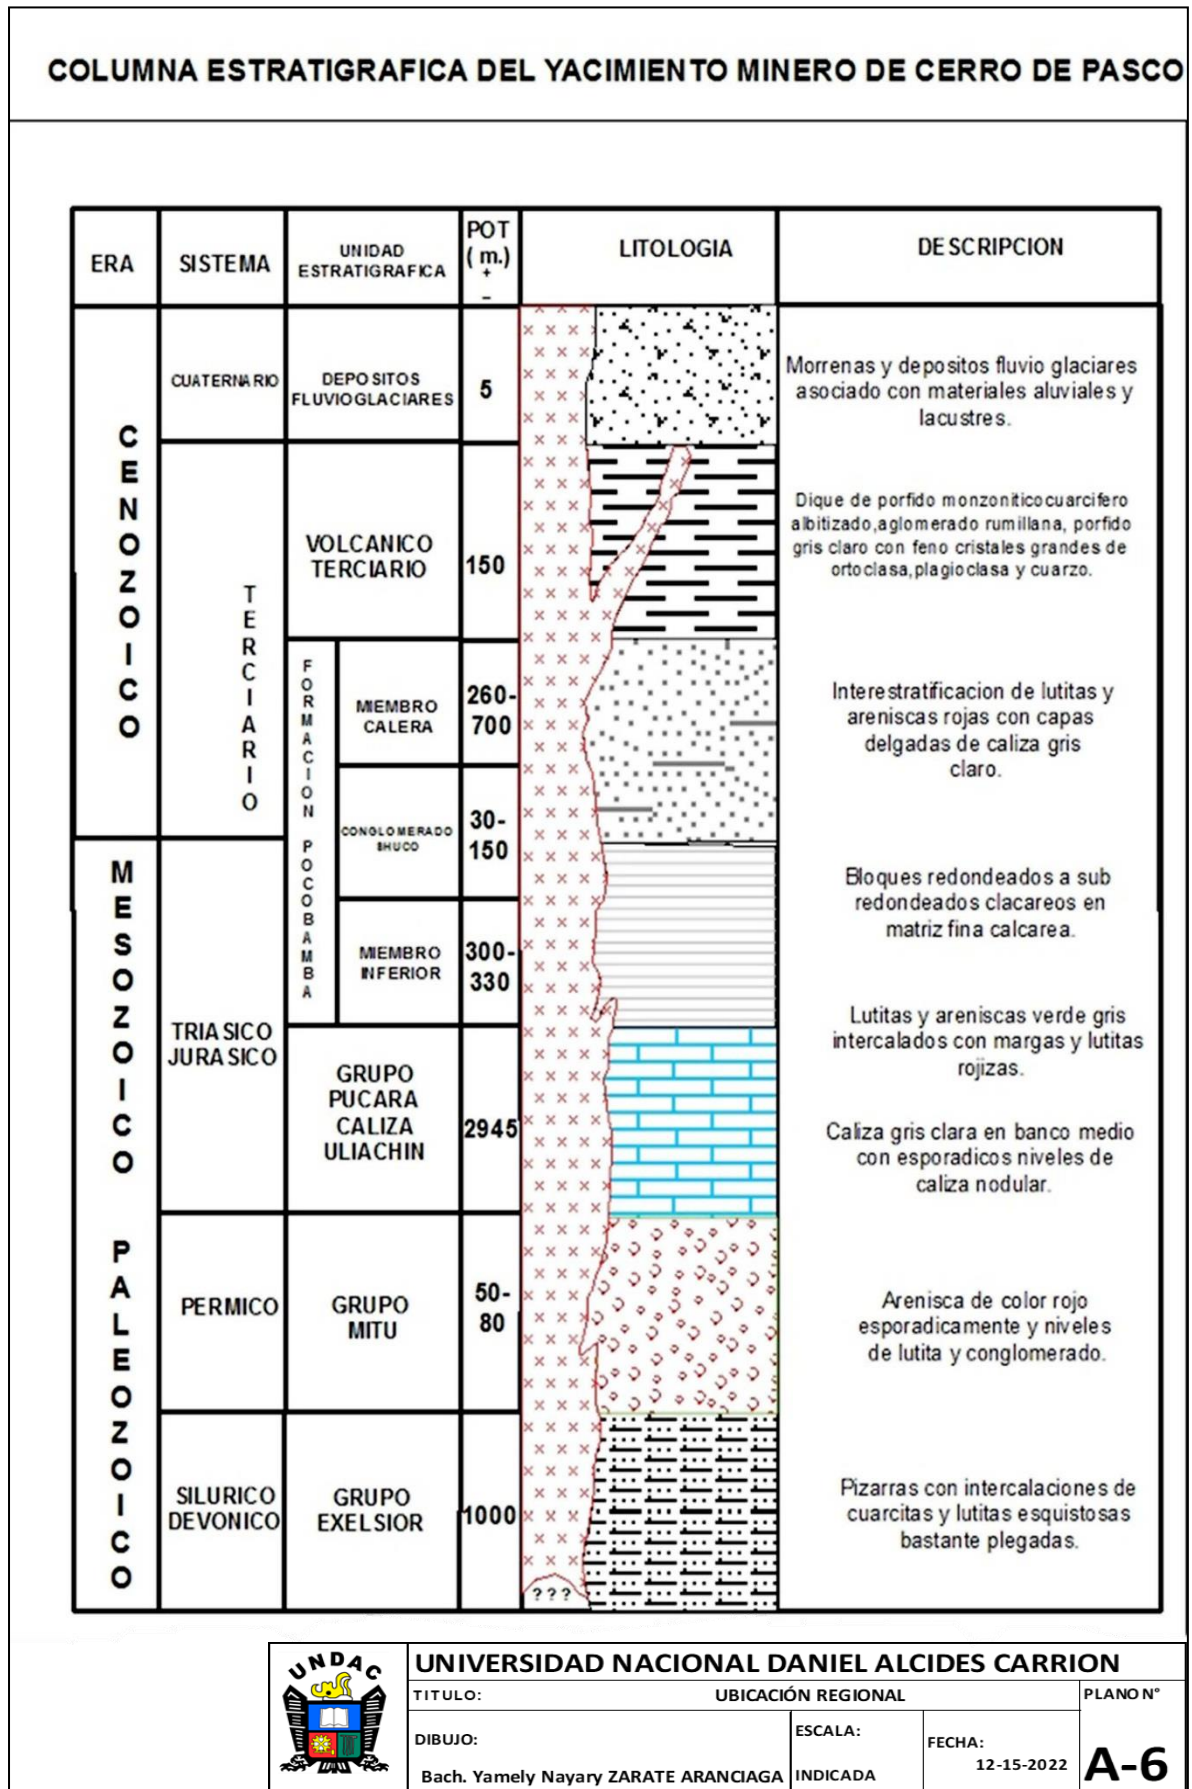 COLUMNA ESTRATIGRAFICA DEL YACIMIENTO MINERO DE CERRO DE PASCO
ERA
SISTEMA
UNIDAD
ESTRATIGRAFICA
POT
( m.)
+
–
LITOLOGIA
DESCRIPCION
CENOZOICO
CUATERNARIO
DEPOSITOS
FLUVIOGLACIARES
5
Morrenas y depositos fluvio glaciares
asociado con materiales aluviales y
lacustres.
TERCIARIO
VOLCANICO
TERCIARIO
150
Dique de porfido monzoniticocuarcifero
albitizado,aglomerado rumillana, porfido
gris claro con feno cristales grandes de
ortoclasa,plagioclasa y cuarzo.
FORMACION POCOBAMBA
MIEMBRO
CALERA
260-
700
Interestratificacion de lutitas y
areniscas rojas con capas
delgadas de caliza gris
claro.
CONGLOMERADO
SHUCO
30-
150
Bloques redondeados a sub
redondeados clacareos en
matriz fina calcarea.
MESOZOICO
MIEMBRO
INFERIOR
300-
330
Lutitas y areniscas verde gris
intercalados con margas y lutitas
rojizas.
TRIASICO
JURASICO
GRUPO
PUCARA
CALIZA
ULIACHIN
2945
Caliza gris clara en banco medio
con esporadicos niveles de
caliza nodular.
PALEOZOICO
PERMICO
GRUPO
MITU
50-
80
Arenisca de color rojo
esporadicamente y niveles
de lutita y conglomerado.
SILURICO
DEVONICO
GRUPO
EXELSIOR
1000
Pizarras con intercalaciones de
cuarcitas y lutitas esquistosas
bastante plegadas.
? ? ?
UNDAC
UNIVERSIDAD NACIONAL DANIEL ALCIDES CARRION
TITULO:
UBICACIÓN REGIONAL
PLANO N°
DIBUJO:
Bach. Yamely Nayary ZARATE ARANCIAGA
ESCALA:
INDICADA
FECHA:
12-15-2022
A-6